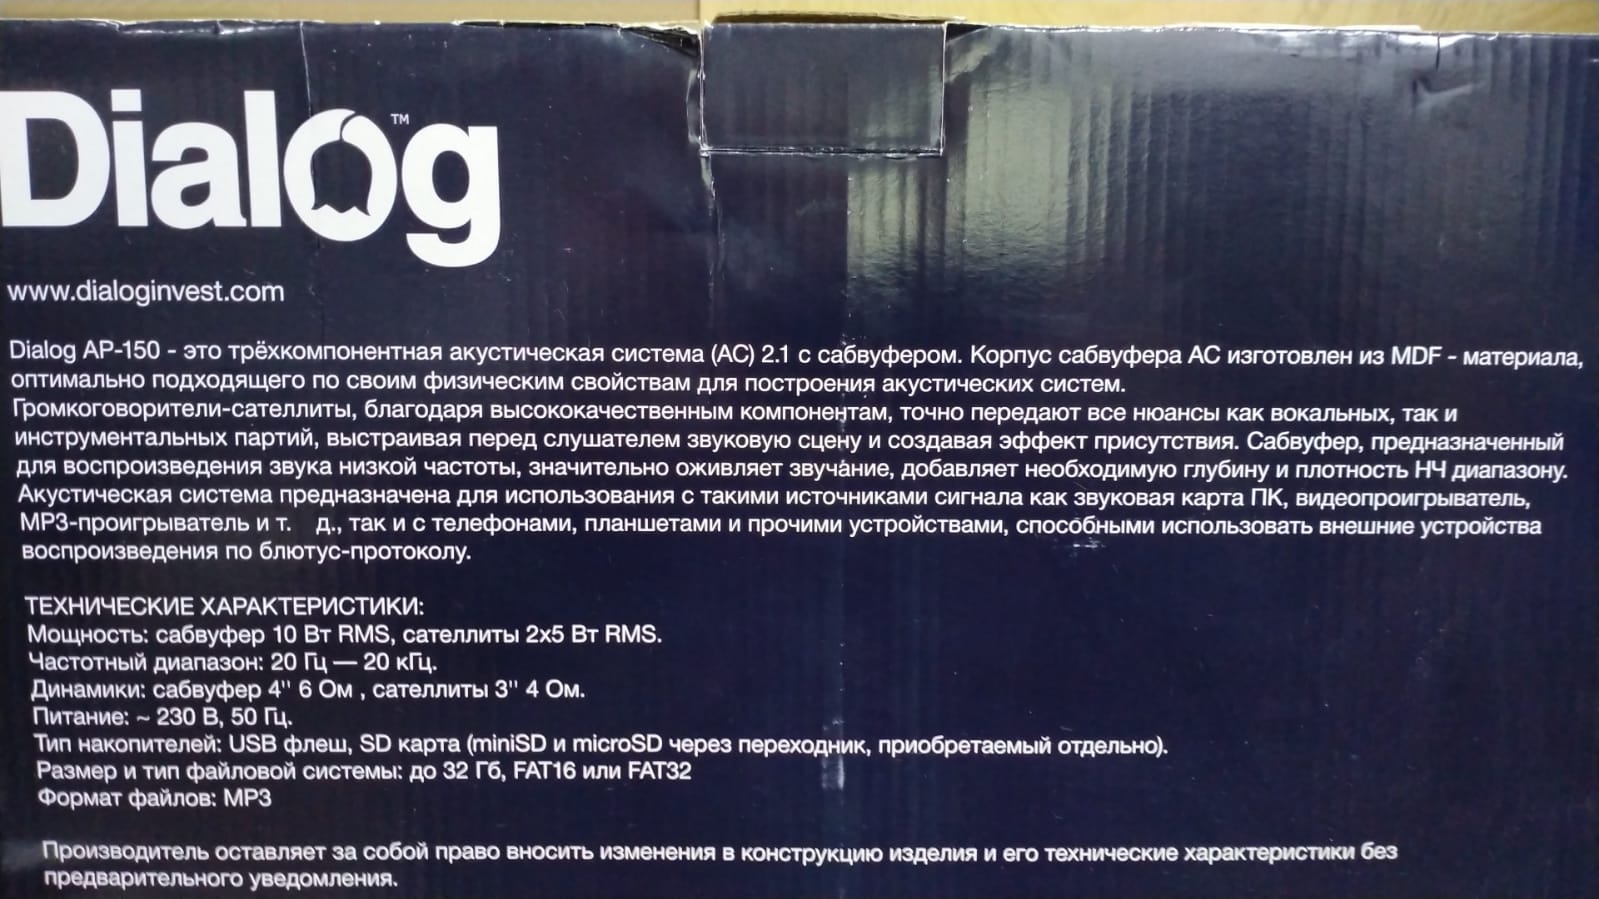 Dialog™
www.dialoginvest.com
Dialog AP-150 - это трёхкомпонентная акустическая система (АС) 2.1 с сабвуфером. Корпус сабвуфера АС изготовлен из MDF - материала,
оптимально подходящего по своим физическим свойствам для построения акустических систем.
Громкоговорители-сателлиты, благодаря высококачественным компонентам, точно передают все нюансы как вокальных, так и
инструментальных партий, выстраивая перед слушателем звуковую сцену и создавая эффект присутствия. Сабвуфер, предназначенный
для воспроизведения звука низкой частоты, значительно оживляет звучание, добавляет необходимую глубину и плотность НЧ диапазону.
Акустическая система предназначена для использования с такими источниками сигнала как звуковая карта ПК, видеопроигрыватель,
MP3-проигрыватель и т. д., так и с телефонами, планшетами и прочими устройствами, способными использовать внешние устройства
воспроизведения по блютус-протоколу.
ТЕХНИЧЕСКИЕ ХАРАКТЕРИСТИКИ:
Мощность: сабвуфер 10 Вт RMS, сателлиты 2x5 Вт RMS.
Частотный диапазон: 20 Гц — 20 кГц.
Динамики: сабвуфер 4'' 6 Ом , сателлиты 3'' 4 Ом.
Питание: ~ 230 В, 50 Гц.
Тип накопителей: USB флеш, SD карта (miniSD и microSD через переходник, приобретаемый отдельно).
Размер и тип файловой системы: до 32 Гб, FAT16 или FAT32
Формат файлов: MP3
Производитель оставляет за собой право вносить изменения в конструкцию изделия и его технические характеристики без
предварительного уведомления.